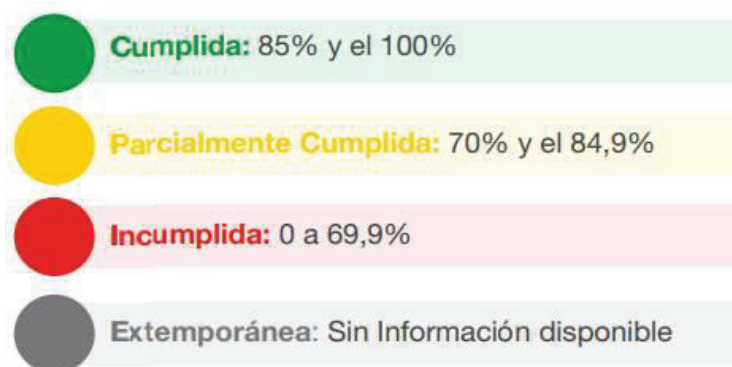 Cumplida: 85% y el 100%
Parcialmente Cumplida: 70% y el 84,9%
Incumplida: 0 a 69,9%
Extemporánea: Sin Información disponible